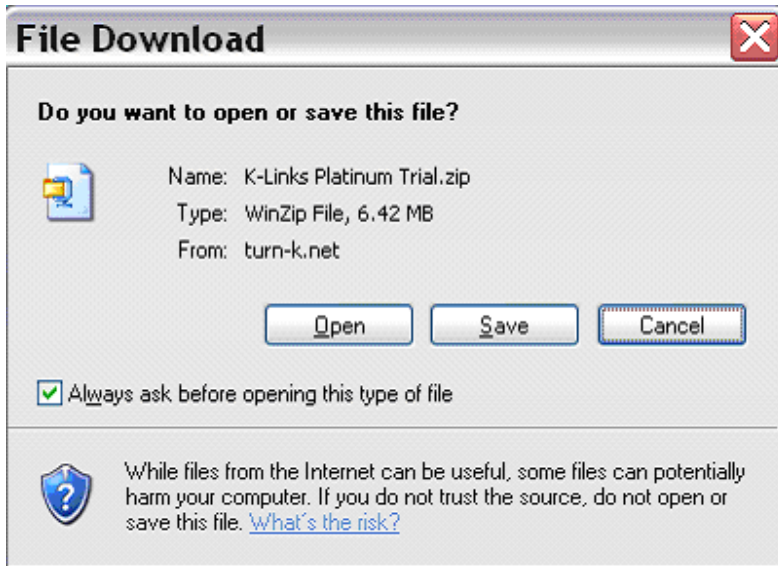 File Download
Do you want to open or save this file?
Name: K-Links Platinum Trial.zip
Type: WinZip File, 6.42 MB
From: turn-k.net
Open Save Cancel
Always ask before opening this type of file
While files from the Internet can be useful, some files can potentially
harm your computer. If you do not trust the source, do not open or
save this file. What's the risk?